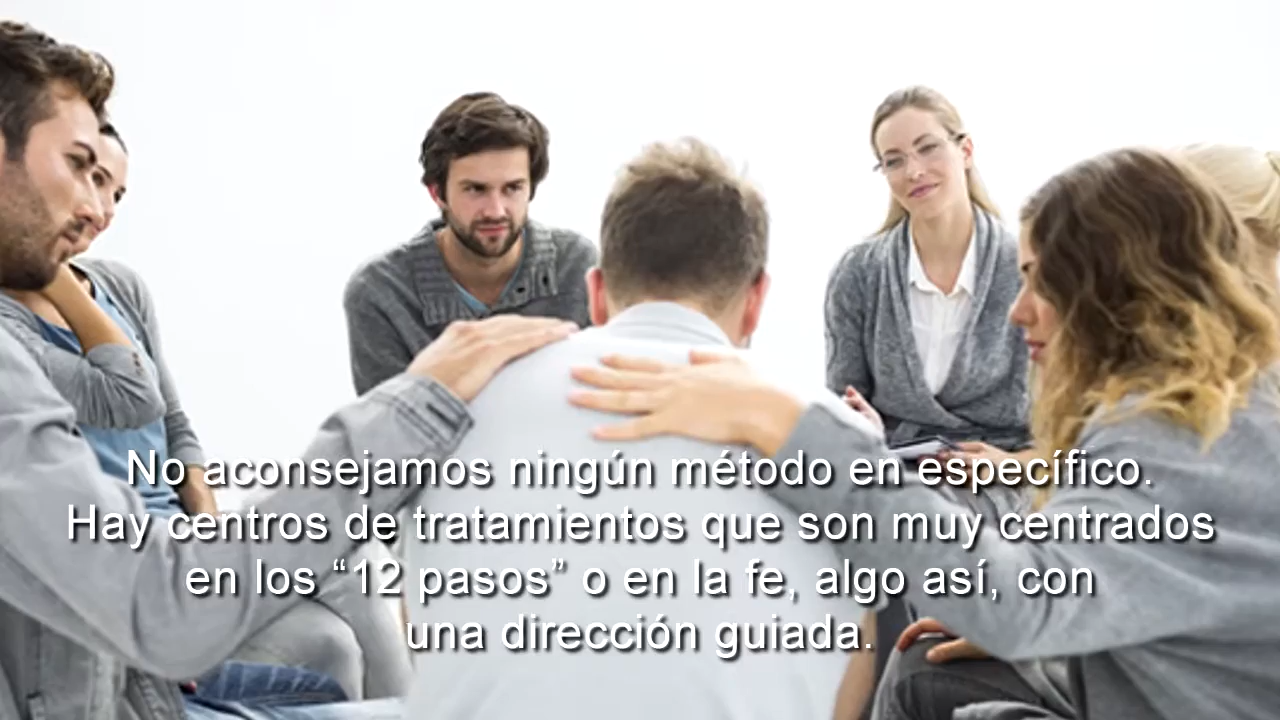 No aconsejamos ningún método en específico.
Hay centros de tratamientos que son muy centrados
en los “12 pasos” o en la fe, algo así, con
una dirección guiada.